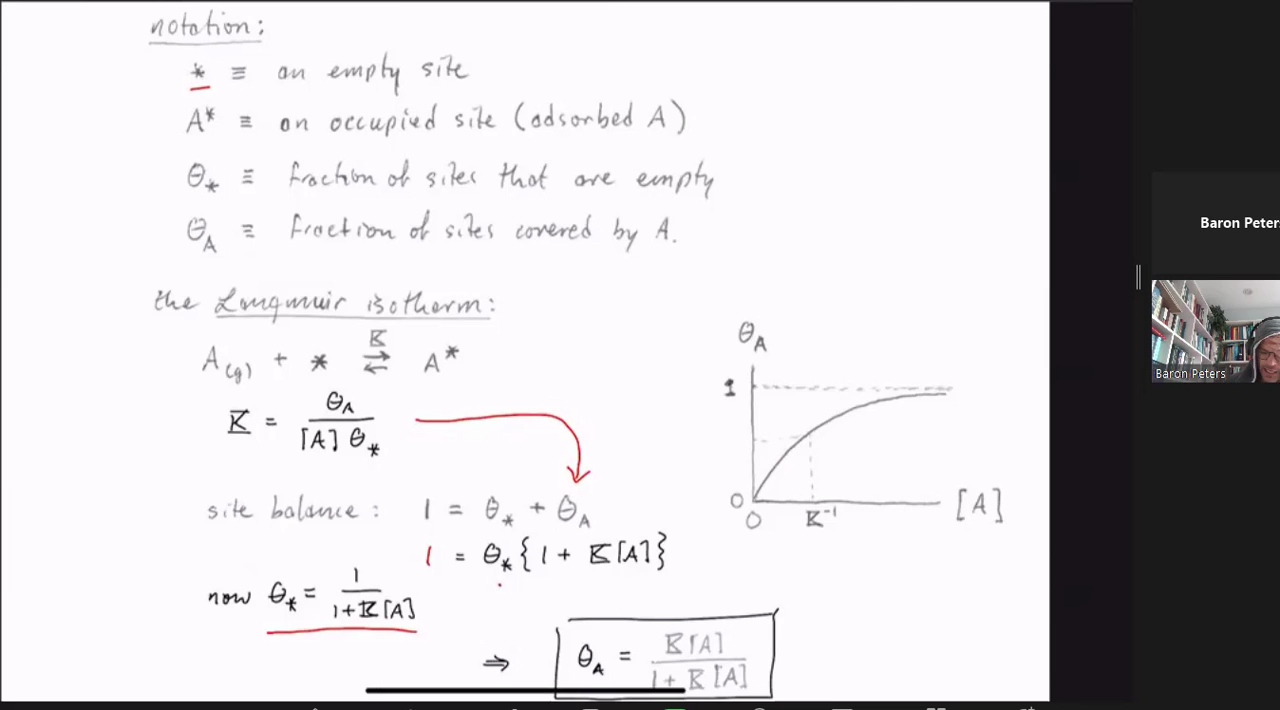 notation:
* ≡ an empty site
A* ≡ an occupied site (adsorbed A)
θ* ≡ fraction of sites that are empty
θA ≡ fraction of sites covered by A.
the Langmuir isotherm:
A(g) + * ⇌ A*
K
K = θA / [A] θ*
site balance: 1 = θ* + θA
1 = θ* { 1 + K[A] }
now θ* = 1 / 1+K[A]
⇒ θA = K[A] / 1 + K[A]
θA
1
0
0
K⁻¹
[A]
Baron Peters
Baron Peters